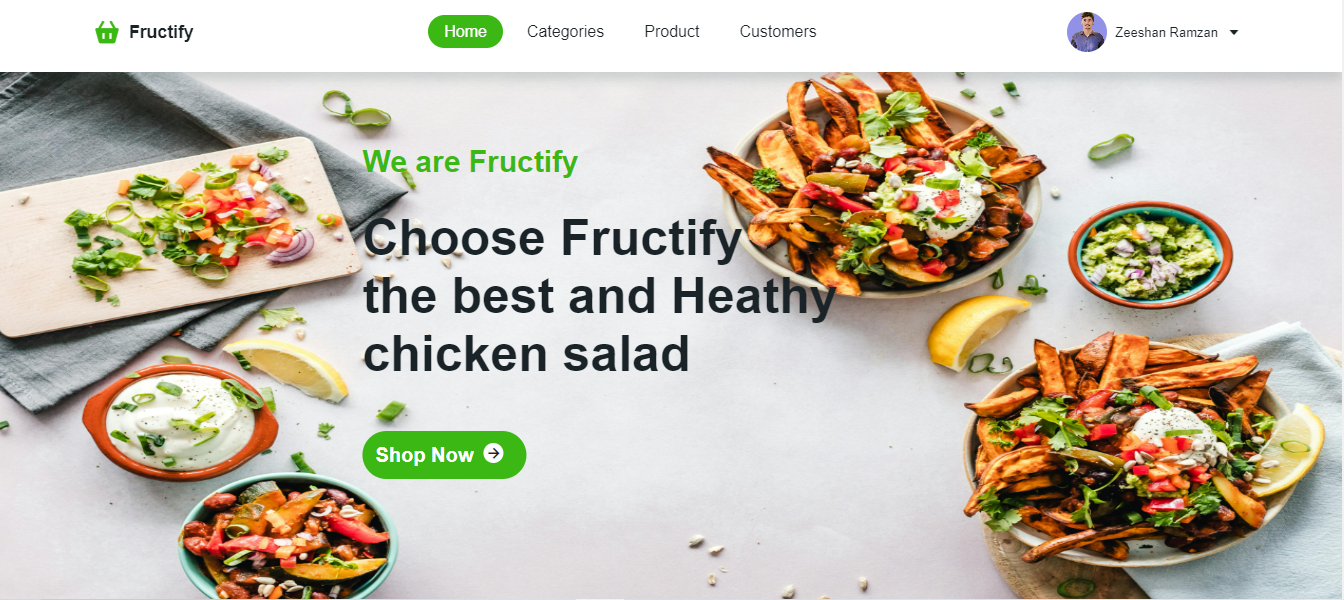 Fructify
Home
Categories
Product
Customers
Zeeshan Ramzan
We are Fructify
Choose Fructify
the best and Heathy
chicken salad
Shop Now